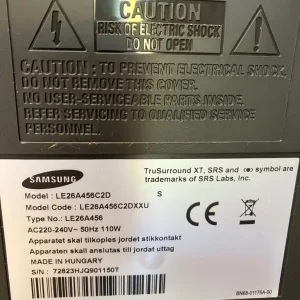 CAUTION
RISK OF ELECTRIC SHOCK
DO NOT OPEN
CAUTION : TO PREVENT ELECTRICAL SHOCK,
DO NOT REMOVE THIS COVER.
NO USER-SERVICEABLE PARTS INSIDE.
REFER SERVICING TO QUALIFIED SERVICE
PERSONNEL.
SAMSUNG
TruSurround XT, SRS and (●) symbol are
trademarks of SRS Labs, Inc.
Model : LE26A456C2D S
Model Code : LE26A456C2DXXU
Type No. : LE26A456
AC220-240V~ 50Hz 110W
Apparatet skal tilkoples jordet stikkontakt
Apparaten skall anslutas till jordat uttag
MADE IN HUNGARY
S/N : 72823HJQ901150T
BN68-01179A-00